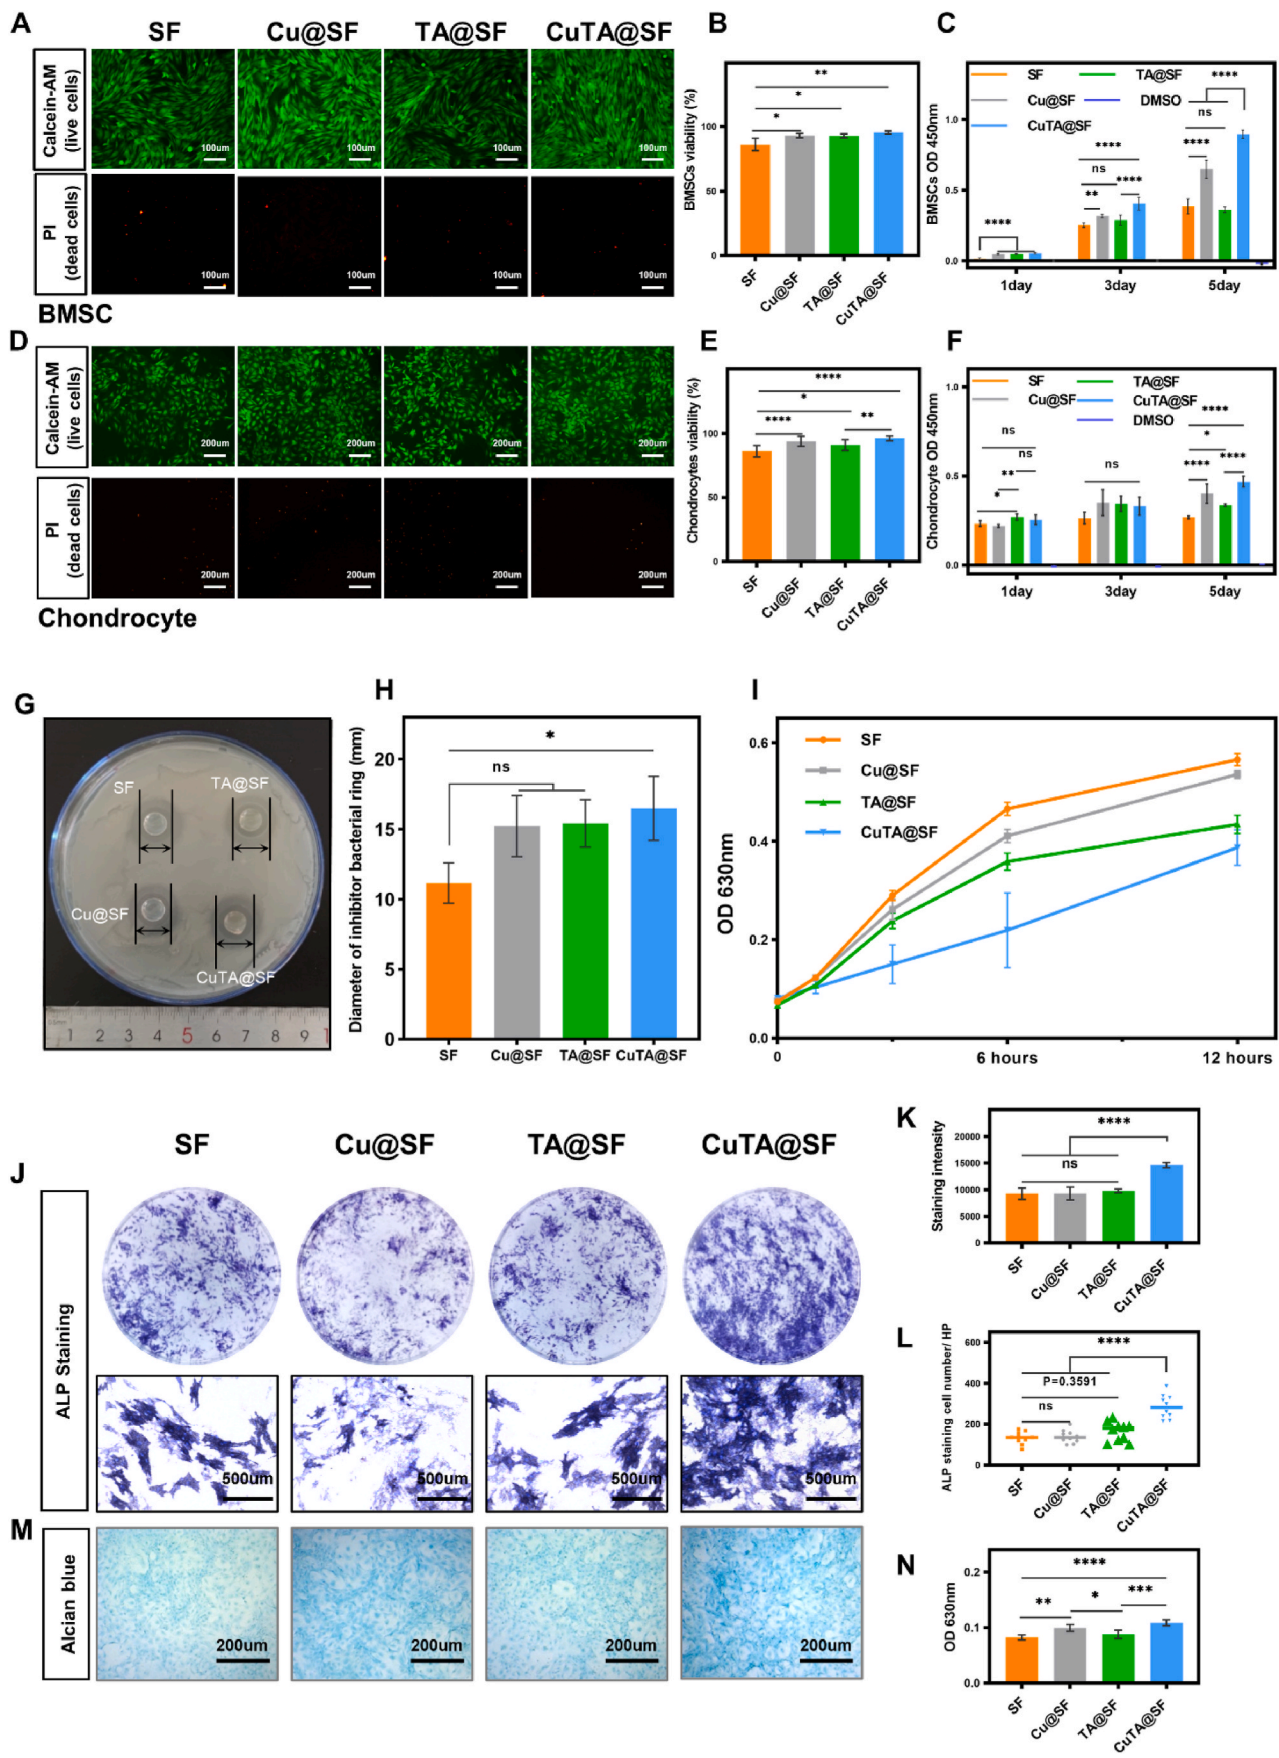 A
SF
Cu@SF
TA@SF
CuTA@SF
Calcein-AM
(live cells)
100um
100um
100um
100um
PI
(dead cells)
100um
100um
100um
100um
BMSC
B
BMSCs viability (%)
100
50
0
**
*
*
SF
Cu@SF
TA@SF
CuTA@SF
C
BMSCs OD 450nm
1.0
0.5
0.0
SF
TA@SF
Cu@SF
DMSO
CuTA@SF
****
****
ns
**
****
****
ns
****
1day
3day
5day
D
Calcein-AM
(live cells)
200um
200um
200um
200um
PI
(dead cells)
200um
200um
200um
200um
Chondrocyte
E
Chondrocytes viability (%)
100
50
0
****
*
****
**
SF
Cu@SF
TA@SF
CuTA@SF
F
Chondrocyte OD 450nm
1.0
0.5
0.0
SF
TA@SF
Cu@SF
CuTA@SF
DMSO
ns
ns
**
*
ns
****
*
****
****
1day
3day
5day
G
SF
TA@SF
Cu@SF
CuTA@SF
1 2 3 4 5 6 7 8 9 1
H
Diameter of inhibitor bacterial ring (mm)
20
15
10
5
0
*
ns
SF
Cu@SF
TA@SF
CuTA@SF
I
OD 630nm
0.6
0.4
0.2
0.0
SF
Cu@SF
TA@SF
CuTA@SF
0
6 hours
12 hours
J
SF
Cu@SF
TA@SF
CuTA@SF
ALP Staining
500um
500um
500um
500um
K
Staining intensity
20000
15000
10000
5000
0
****
ns
SF
Cu@SF
TA@SF
CuTA@SF
L
ALP staining cell number/ HP
600
400
200
0
****
P=0.3591
ns
SF
Cu@SF
TA@SF
CuTA@SF
M
Alcian blue
200um
200um
200um
200um
N
OD 630nm
0.2
0.1
0.0
****
**
*
***
SF
Cu@SF
TA@SF
CuTA@SF